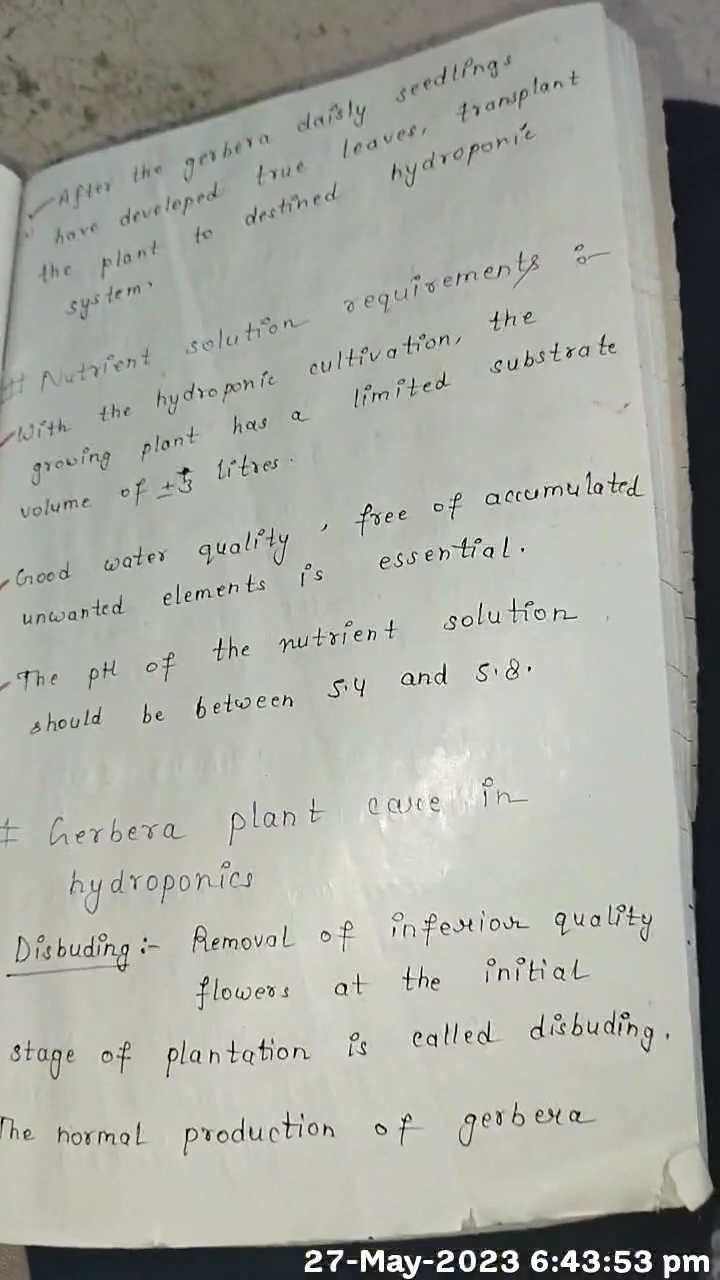 After the gerbera daisly seedlings
have developed true leaves, transplant
the plant to destined hydroponic
system.
# Nutrient solution requirements :-
With the hydroponic cultivation, the
growing plant has a limited substrate
volume of ±3 litres.
Good water quality, free of accumulated
unwanted elements is essential.
The pH of the nutrient solution
should be between 5.4 and 5.8.
# Gerbera plant care in
hydroponics
Disbuding :- Removal of inferior quality
flowers at the initial
stage of plantation is called disbuding.
The normal production of gerbera
27-May-2023 6:43:53 pm